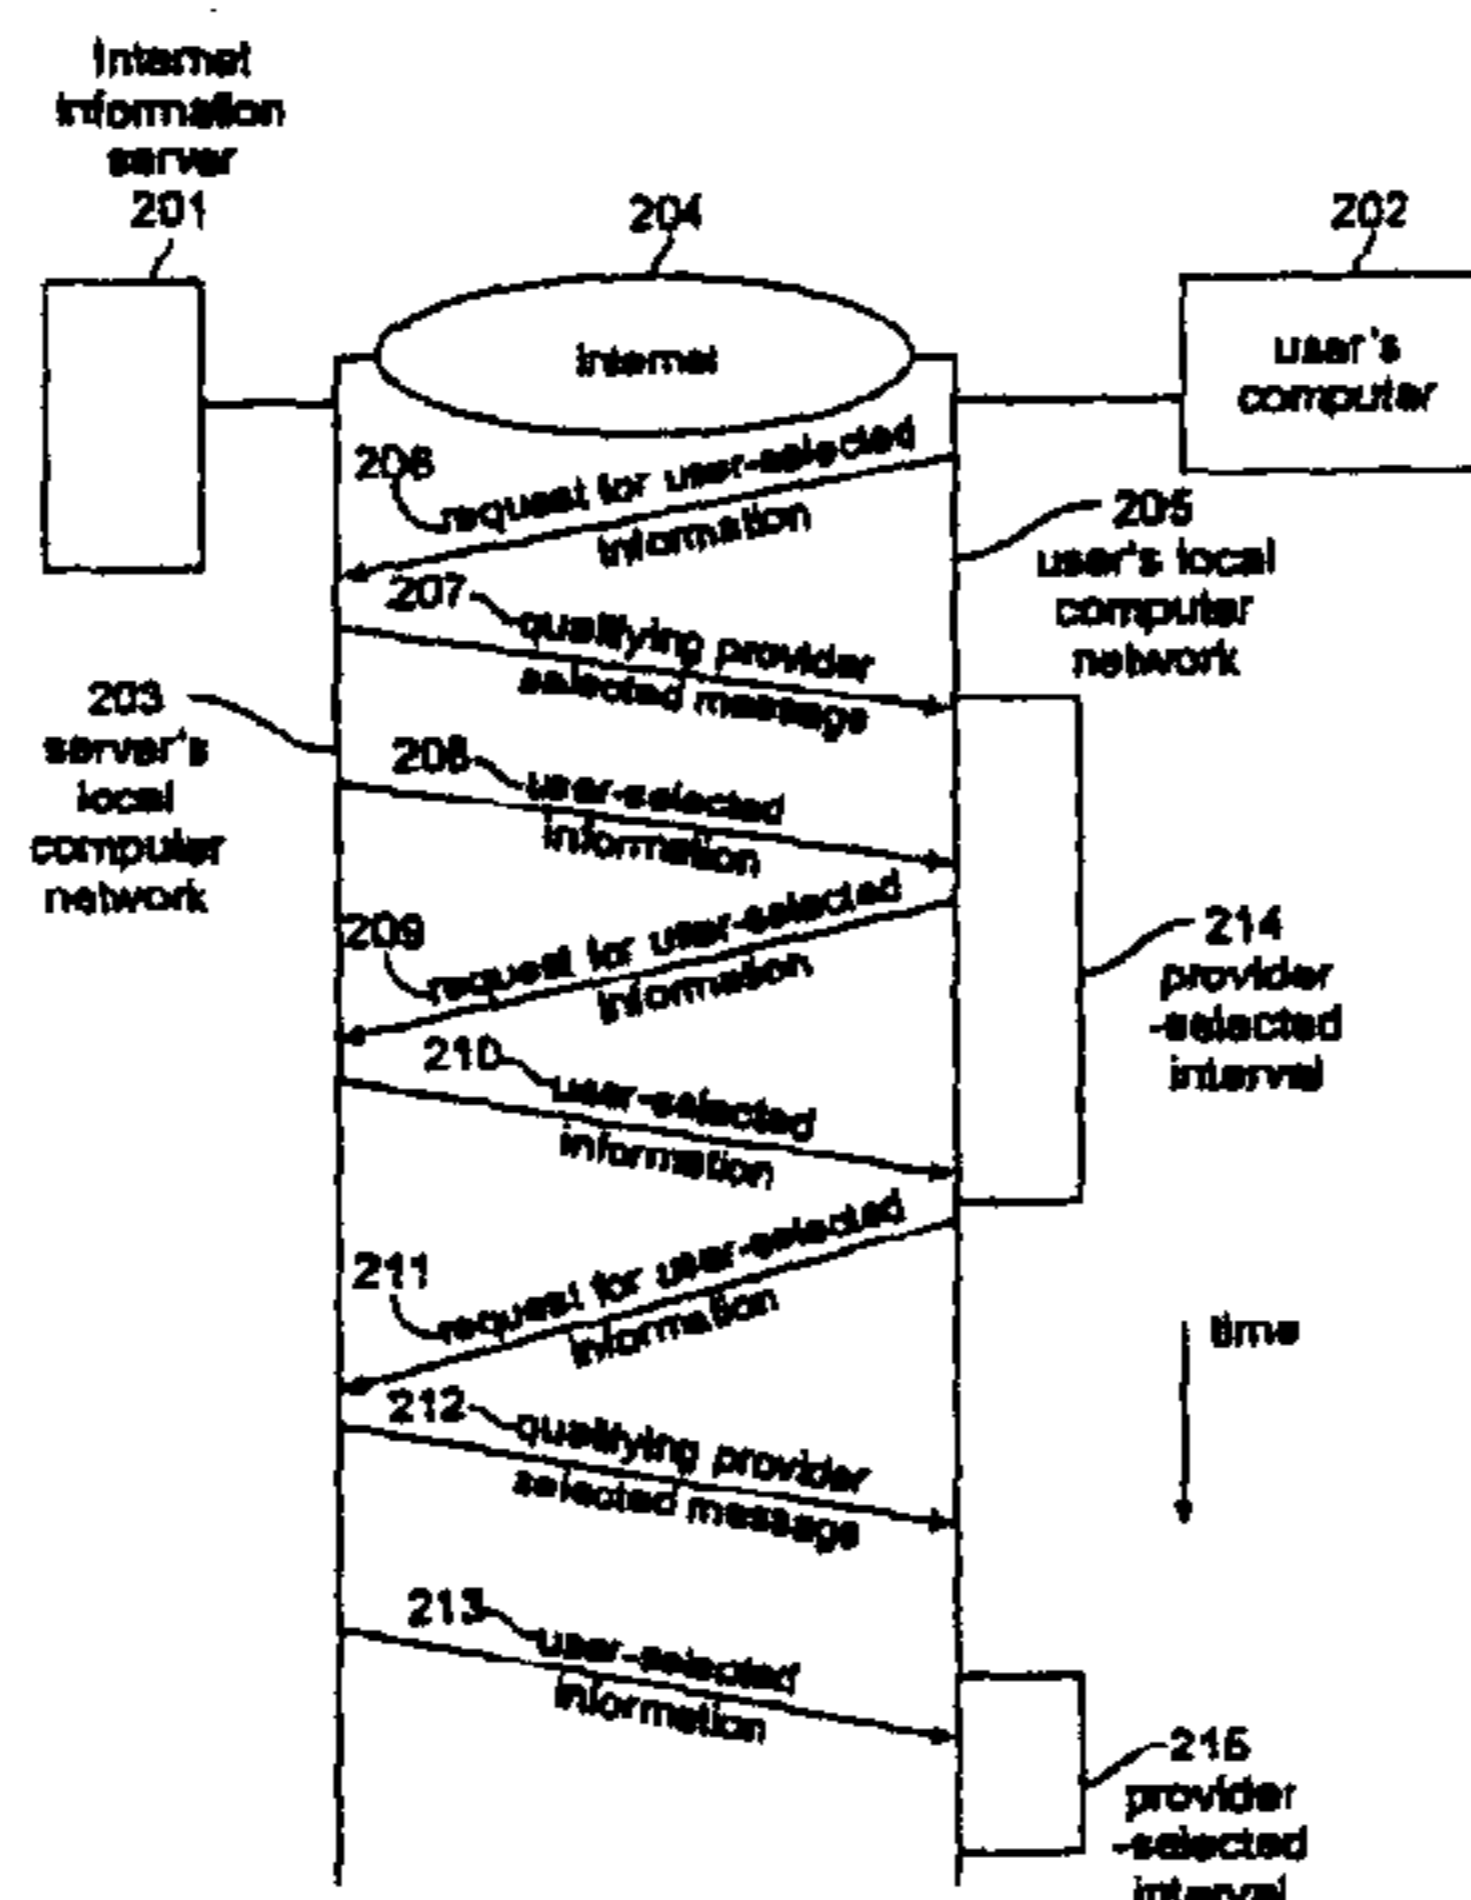 Internet
information
server
201
204
202
Internet
user's
computer
206
request for user-selected
information
205
user's local
computer
network
207
qualifying provider
selected message
203
server's
local
computer
network
208
user-selected
information
209
request for user-selected
information
214
provider
-selected
interval
210
user-selected
information
211
request for user-selected
information
time
212
qualifying provider
selected message
213
user-selected
information
215
provider
-selected
interval